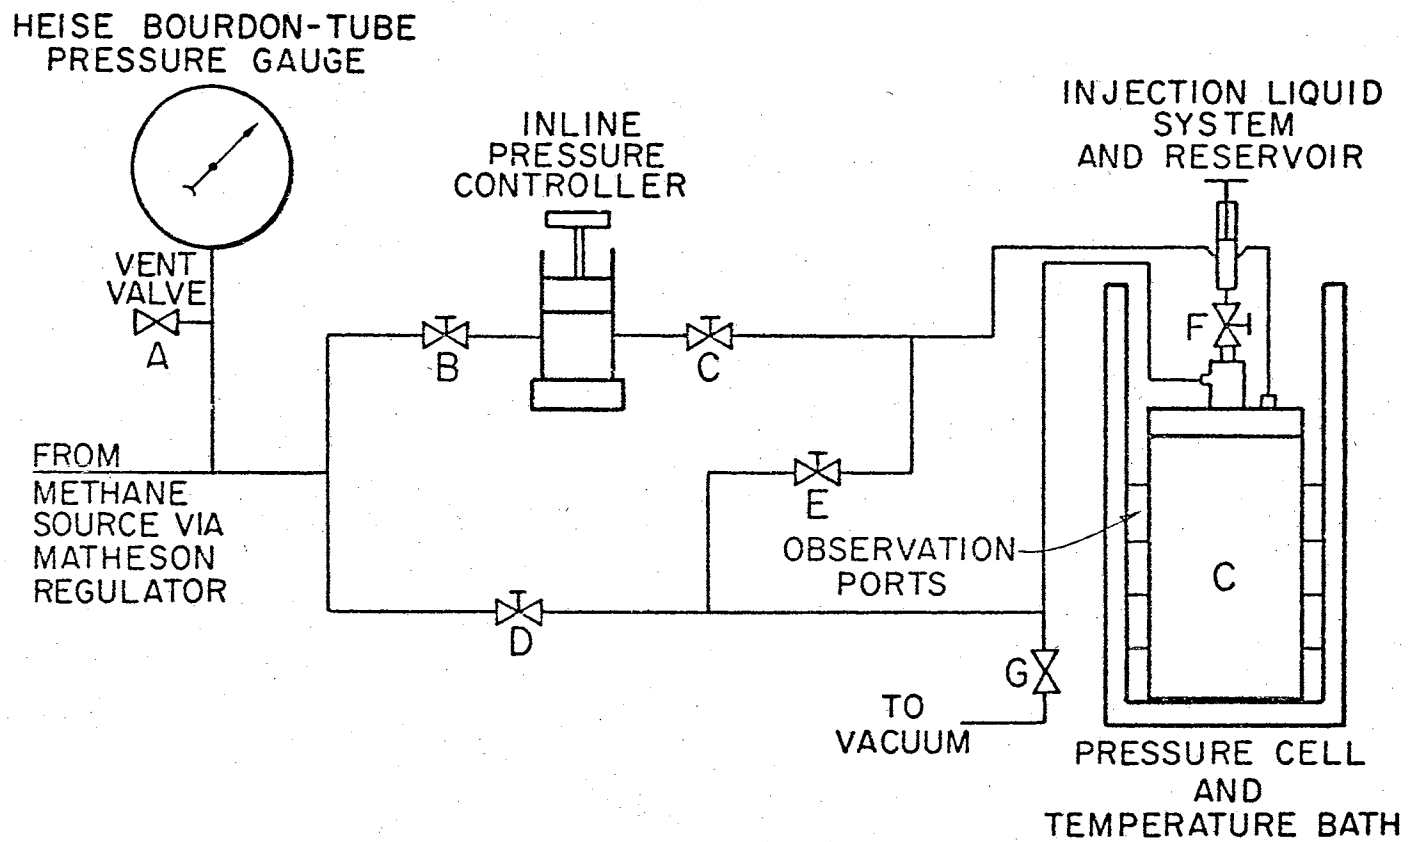 HEISE BOURDON-TUBE
PRESSURE GAUGE
INLINE
PRESSURE
CONTROLLER
INJECTION LIQUID
SYSTEM
AND RESERVOIR
VENT
VALVE
A
B
C
F
FROM
METHANE
SOURCE VIA
MATHESON
REGULATOR
E
OBSERVATION
PORTS
C
D
G
TO
VACUUM
PRESSURE CELL
AND
TEMPERATURE BATH